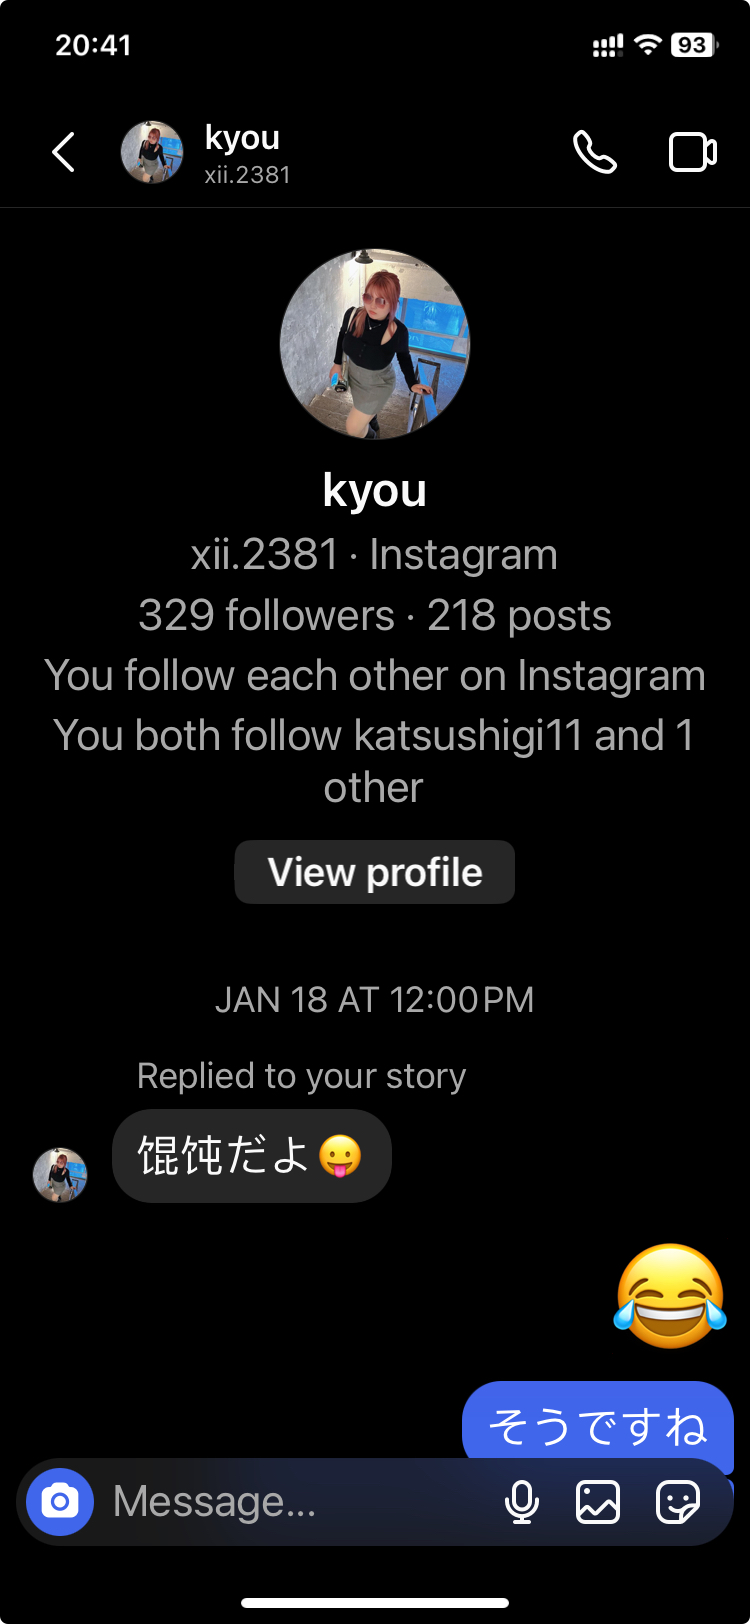 20:41
93
kyou
xii.2381
kyou
xii.2381 · Instagram
329 followers · 218 posts
You follow each other on Instagram
You both follow katsushigi11 and 1
other
View profile
JAN 18 AT 12:00 PM
Replied to your story
馄饨だよ😛
😂
そうですね
Message...